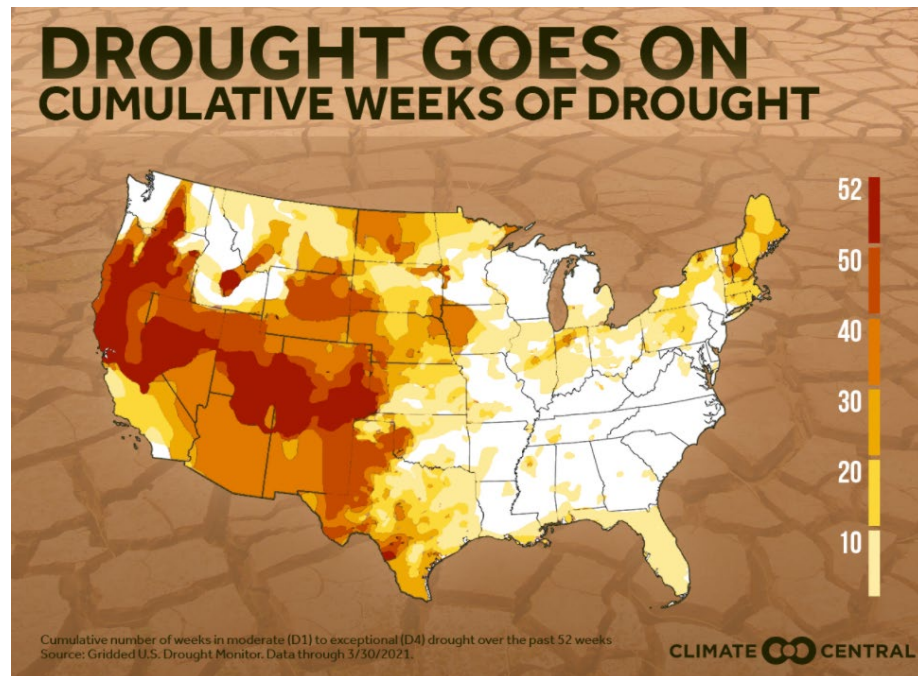 DROUGHT GOES ON
CUMULATIVE WEEKS OF DROUGHT
52
50
40
30
20
10
Cumulative number of weeks in moderate (D1) to exceptional (D4) drought over the past 52 weeks
Source: Gridded U.S. Drought Monitor. Data through 3/30/2021.
CLIMATE CENTRAL